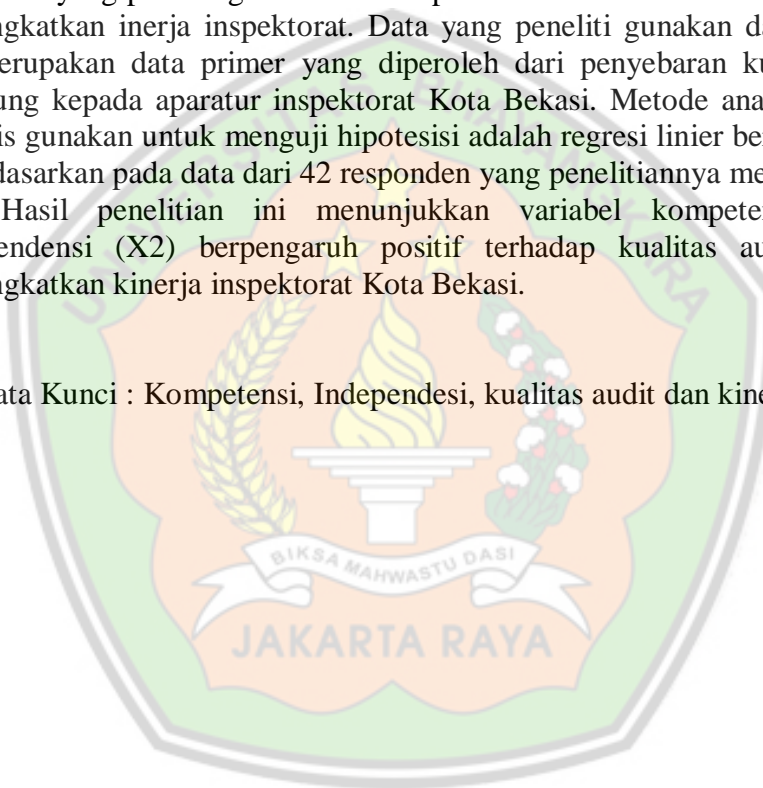 yang
ngkatkan inerja inspektorat. Data yang peneliti gunakan da
erupakan data primer yang diperoleh dari penyebaran ku
ung kepada aparatur inspektorat Kota Bekasi. Metode ana
is gunakan untuk menguji hipotesisi adalah regresi linier be
dasarkan pada data dari 42 responden yang penelitiannya me
Hasil penelitian ini menunjukkan variabel kompete
endensi (X2) berpengaruh positif terhadap kualitas au
ngkatkan kinerja inspektorat Kota Bekasi.
ata Kunci : Kompetensi, Independesi, kualitas audit dan kine
UNIVERSITAS BHAYANGKARA
BIKSA MAHWASTU DASI
JAKARTA RAYA